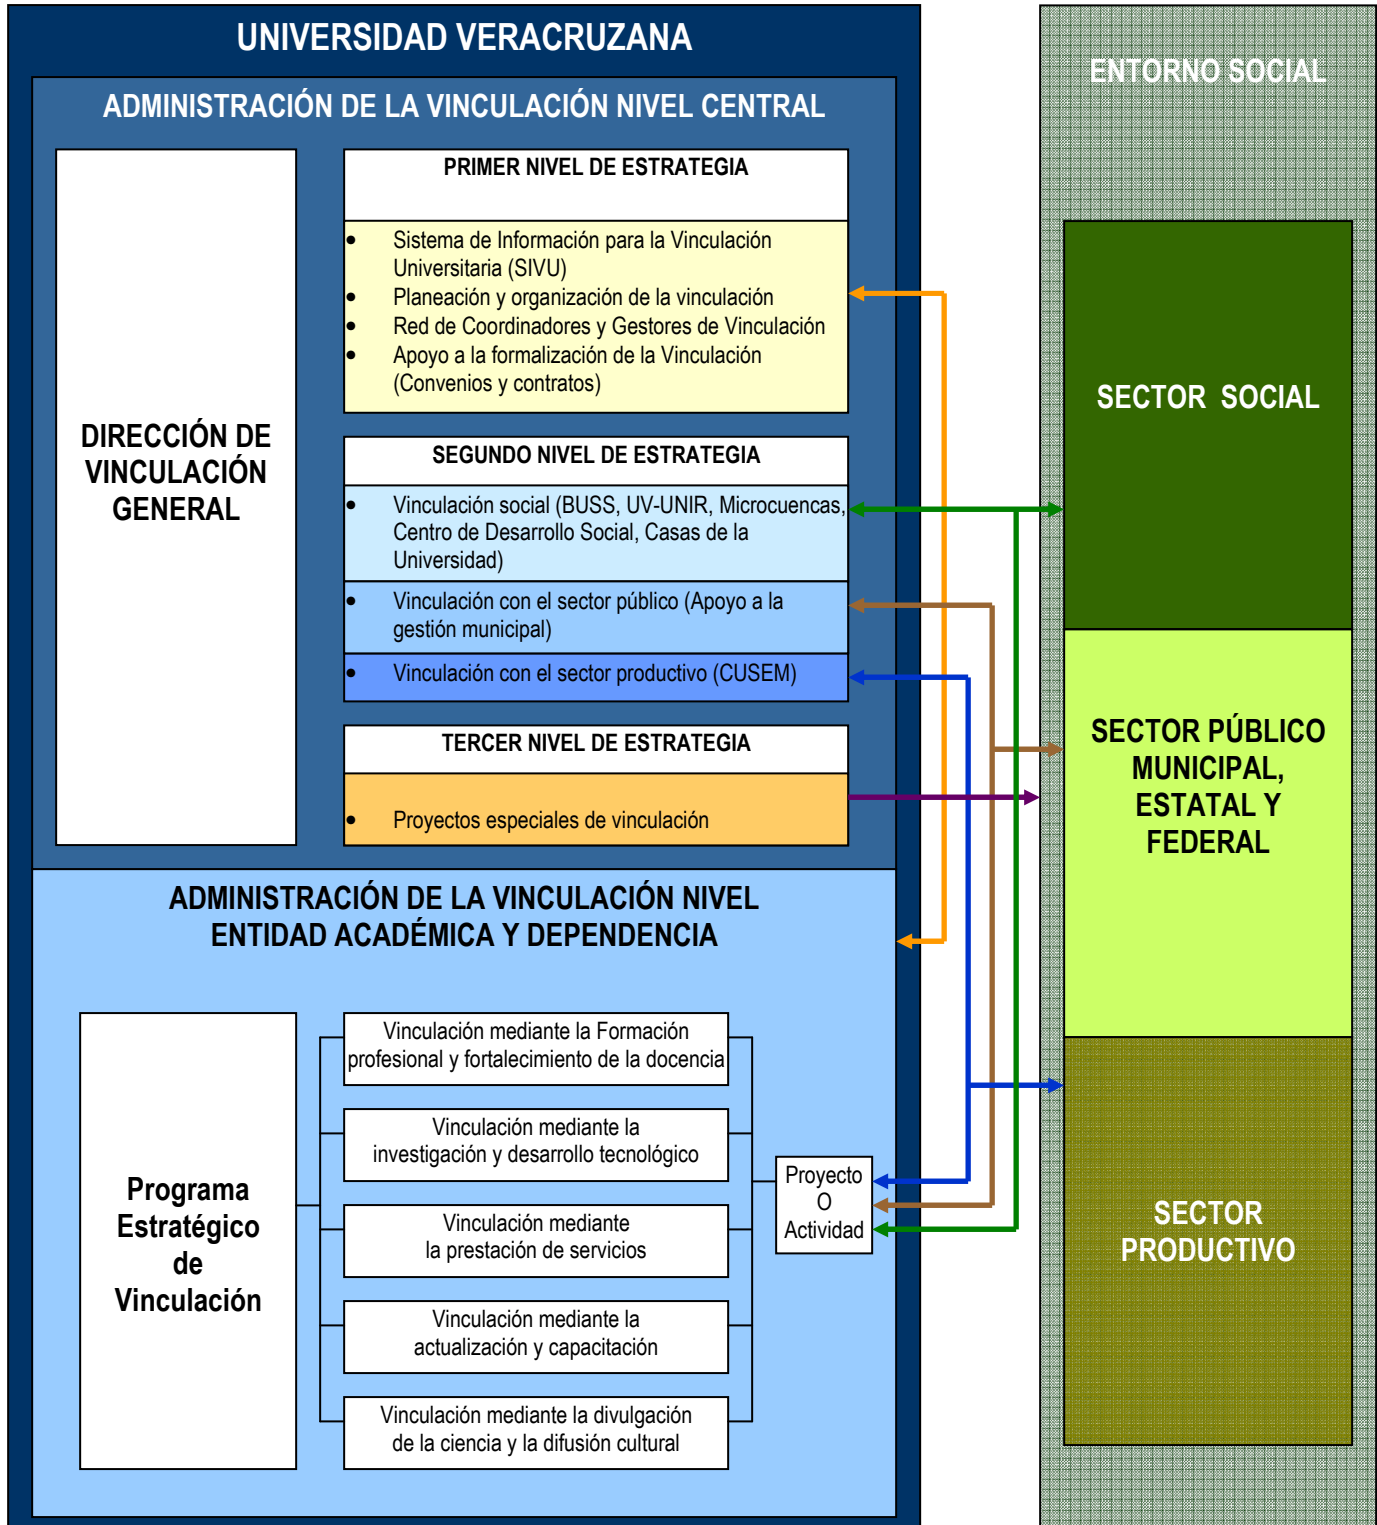 UNIVERSIDAD VERACRUZANA
ADMINISTRACIÓN DE LA VINCULACIÓN NIVEL CENTRAL
DIRECCIÓN DE
VINCULACIÓN
GENERAL
PRIMER NIVEL DE ESTRATEGIA
• Sistema de Información para la Vinculación
Universitaria (SIVU)
• Planeación y organización de la vinculación
• Red de Coordinadores y Gestores de Vinculación
• Apoyo a la formalización de la Vinculación
(Convenios y contratos)
SEGUNDO NIVEL DE ESTRATEGIA
• Vinculación social (BUSS, UV-UNIR, Microcuencas,
Centro de Desarrollo Social, Casas de la
Universidad)
• Vinculación con el sector público (Apoyo a la
gestión municipal)
• Vinculación con el sector productivo (CUSEM)
TERCER NIVEL DE ESTRATEGIA
• Proyectos especiales de vinculación
ADMINISTRACIÓN DE LA VINCULACIÓN NIVEL
ENTIDAD ACADÉMICA Y DEPENDENCIA
Programa
Estratégico
de
Vinculación
Vinculación mediante la Formación
profesional y fortalecimiento de la docencia
Vinculación mediante la
investigación y desarrollo tecnológico
Vinculación mediante
la prestación de servicios
Vinculación mediante la
actualización y capacitación
Vinculación mediante la divulgación
de la ciencia y la difusión cultural
Proyecto
O
Actividad
ENTORNO SOCIAL
SECTOR SOCIAL
SECTOR PÚBLICO
MUNICIPAL,
ESTATAL Y
FEDERAL
SECTOR
PRODUCTIVO